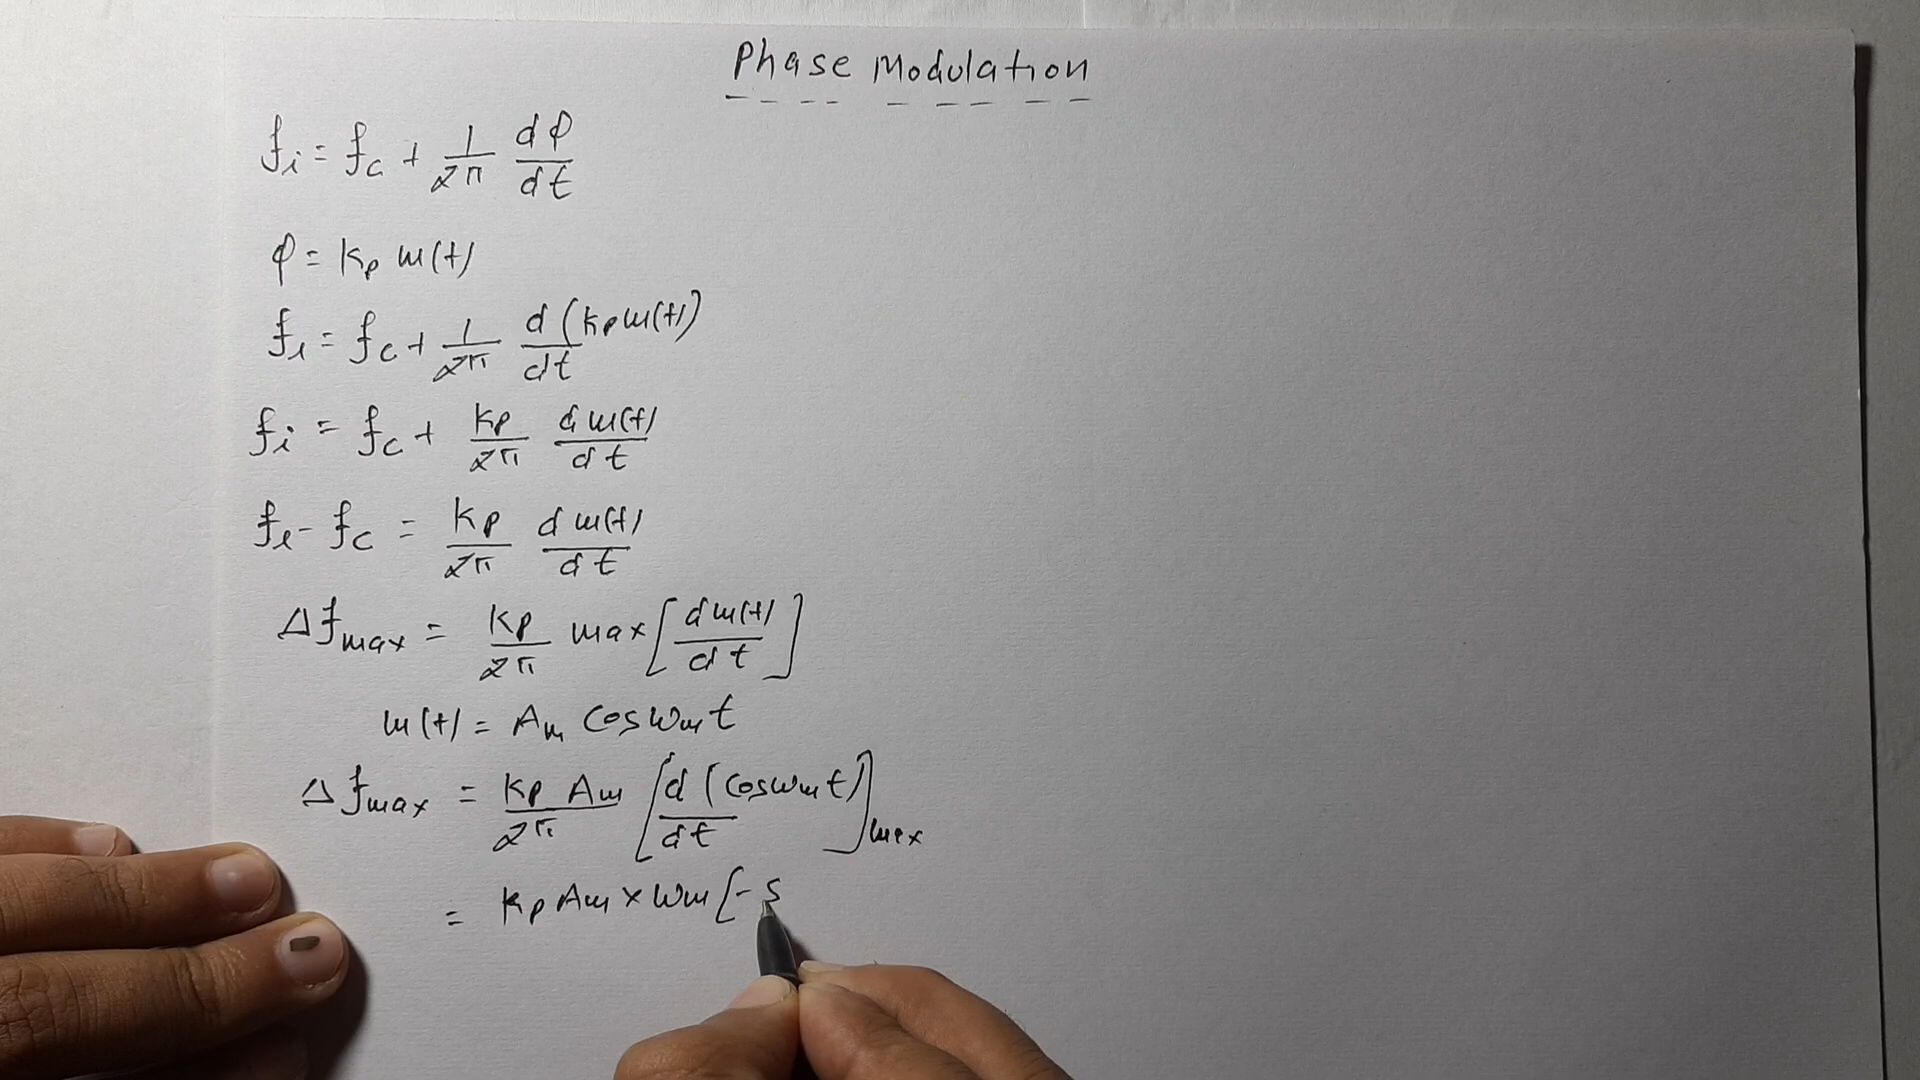 Phase Modulation
fi = fc + 1/2π dφ/dt
φ = kp m(t)
fi = fc + 1/2π d(kp m(t))/dt
fi = fc + kp/2π dm(t)/dt
fi - fc = kp/2π dm(t)/dt
Δfmax = kp/2π max[dm(t)/dt]
m(t) = Am Cos ωm t
Δfmax = kp Am/2π [d(Cos ωm t)/dt]max
= kp Am × ωm [-s